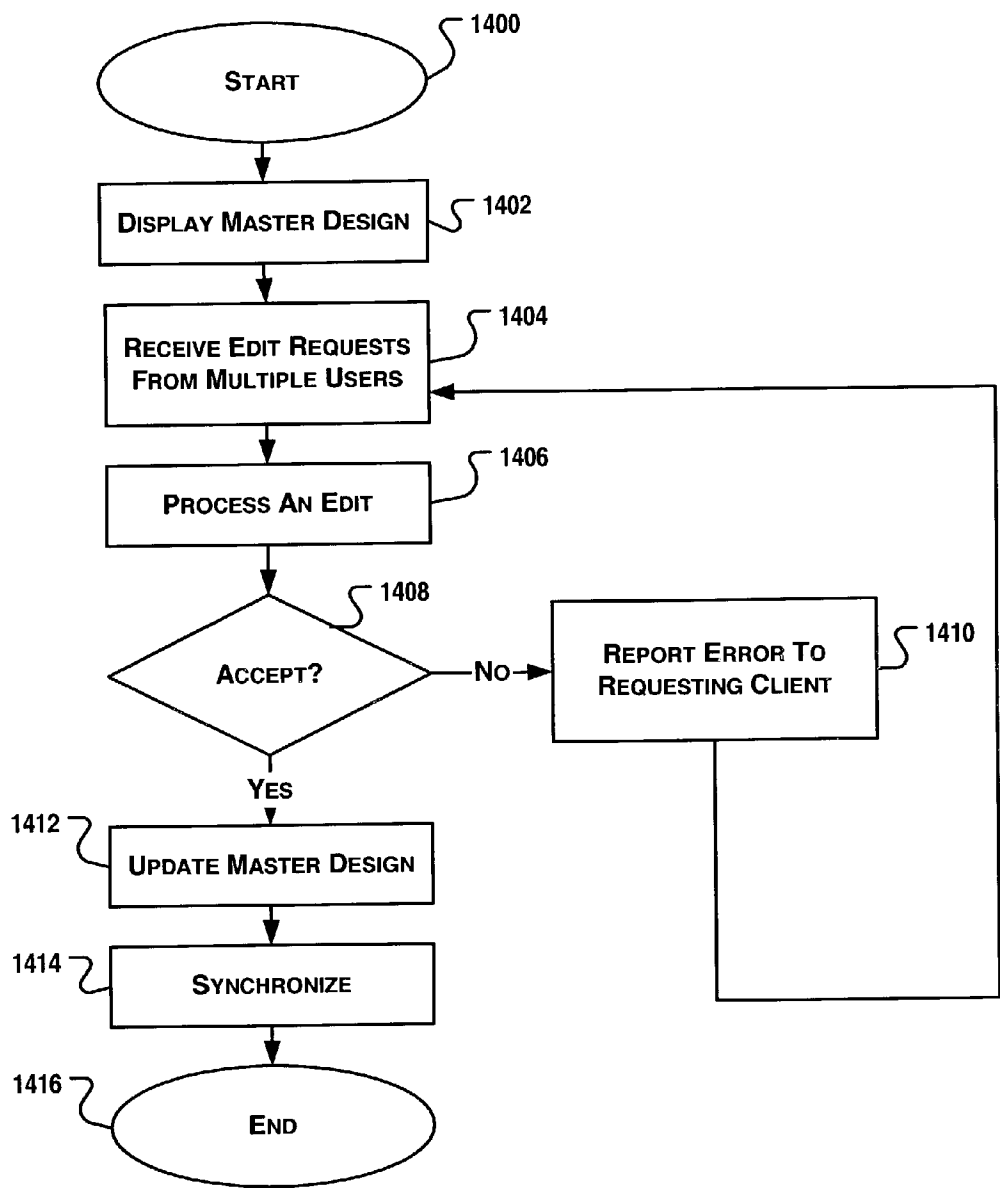 1400
START
DISPLAY MASTER DESIGN
1402
1404
RECEIVE EDIT REQUESTS
FROM MULTIPLE USERS
1406
PROCESS AN EDIT
1408
ACCEPT?
NO
REPORT ERROR TO
REQUESTING CLIENT
1410
YES
1412
UPDATE MASTER DESIGN
1414
SYNCHRONIZE
1416
END